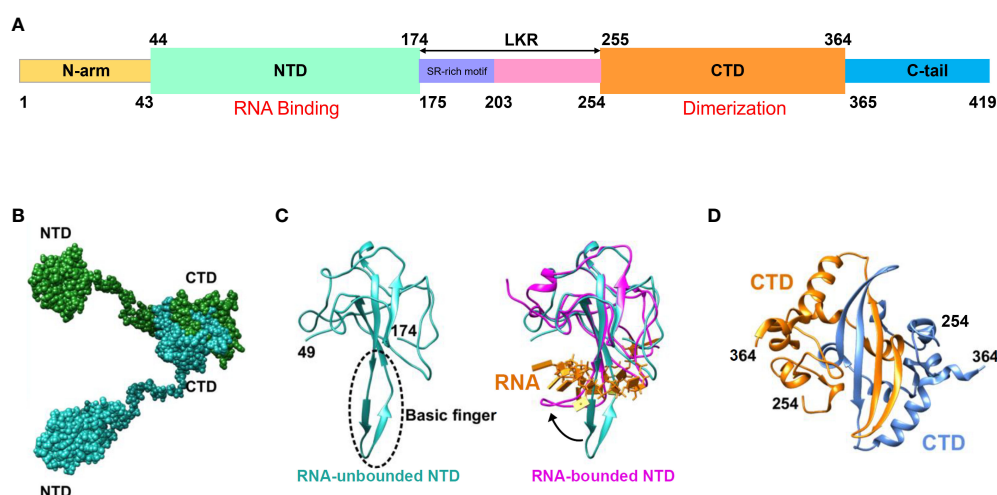 A
44 174 LKR 255 364
N-arm NTD SR-rich motif CTD C-tail
1 43 175 203 254 365 419
RNA Binding Dimerization
B
NTD
CTD
CTD
NTD
C
49
174
Basic finger
RNA-unbounded NTD
RNA
RNA-bounded NTD
D
CTD
254
364
364
254
CTD